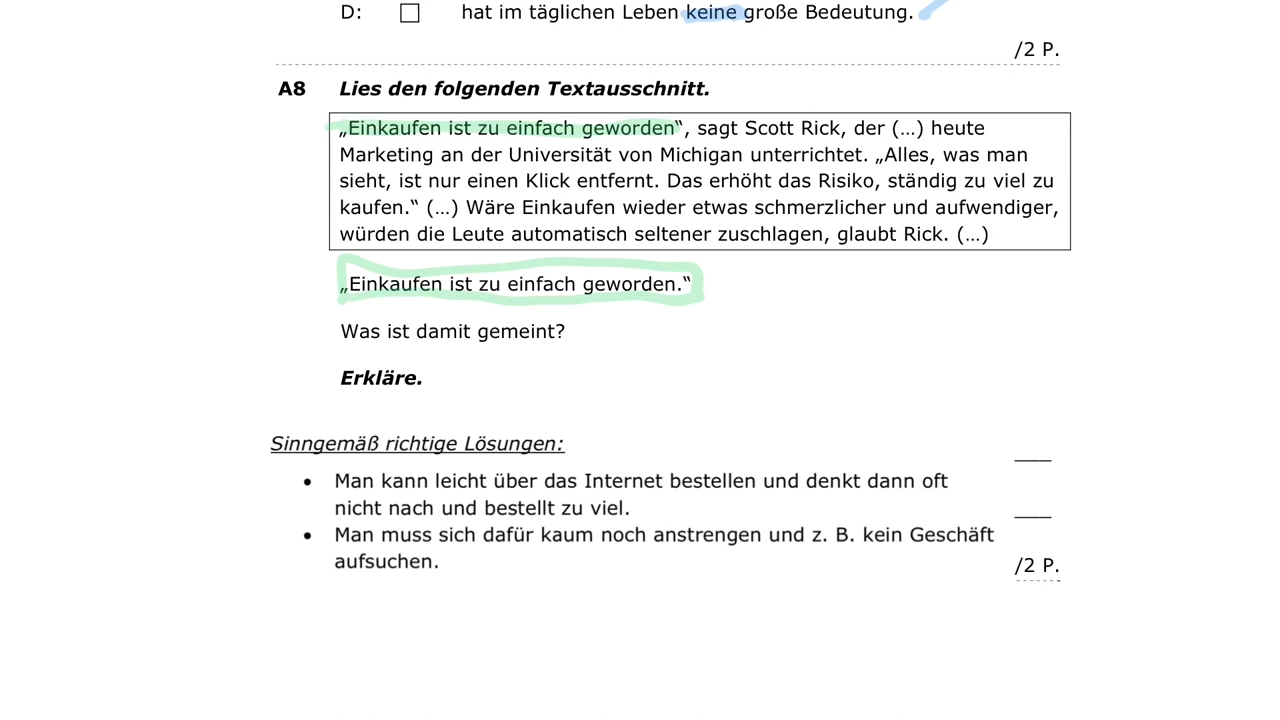 D: ☐ hat im täglichen Leben keine große Bedeutung.
/2 P.
A8 Lies den folgenden Textausschnitt.
„Einkaufen ist zu einfach geworden“, sagt Scott Rick, der (…) heute
Marketing an der Universität von Michigan unterrichtet. „Alles, was man
sieht, ist nur einen Klick entfernt. Das erhöht das Risiko, ständig zu viel zu
kaufen.“ (…) Wäre Einkaufen wieder etwas schmerzlicher und aufwendiger,
würden die Leute automatisch seltener zuschlagen, glaubt Rick. (…)
„Einkaufen ist zu einfach geworden.“
Was ist damit gemeint?
Erkläre.
Sinngemäß richtige Lösungen:
___
• Man kann leicht über das Internet bestellen und denkt dann oft
nicht nach und bestellt zu viel.
___
• Man muss sich dafür kaum noch anstrengen und z. B. kein Geschäft
aufsuchen.
/2 P.